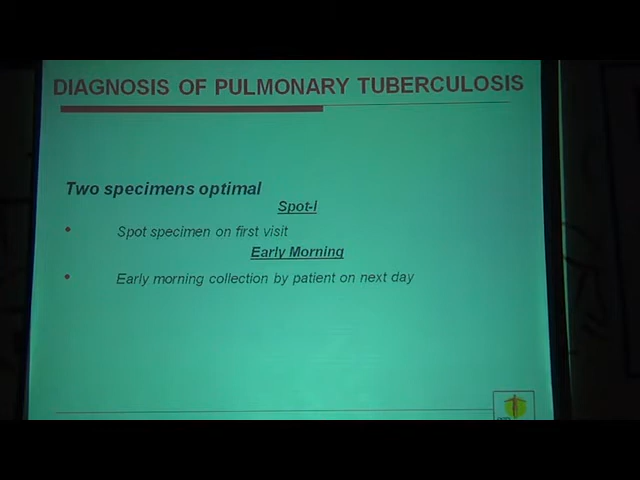 DIAGNOSIS OF PULMONARY TUBERCULOSIS
Two specimens optimal
Spot-I
• Spot specimen on first visit
Early Morning
• Early morning collection by patient on next day